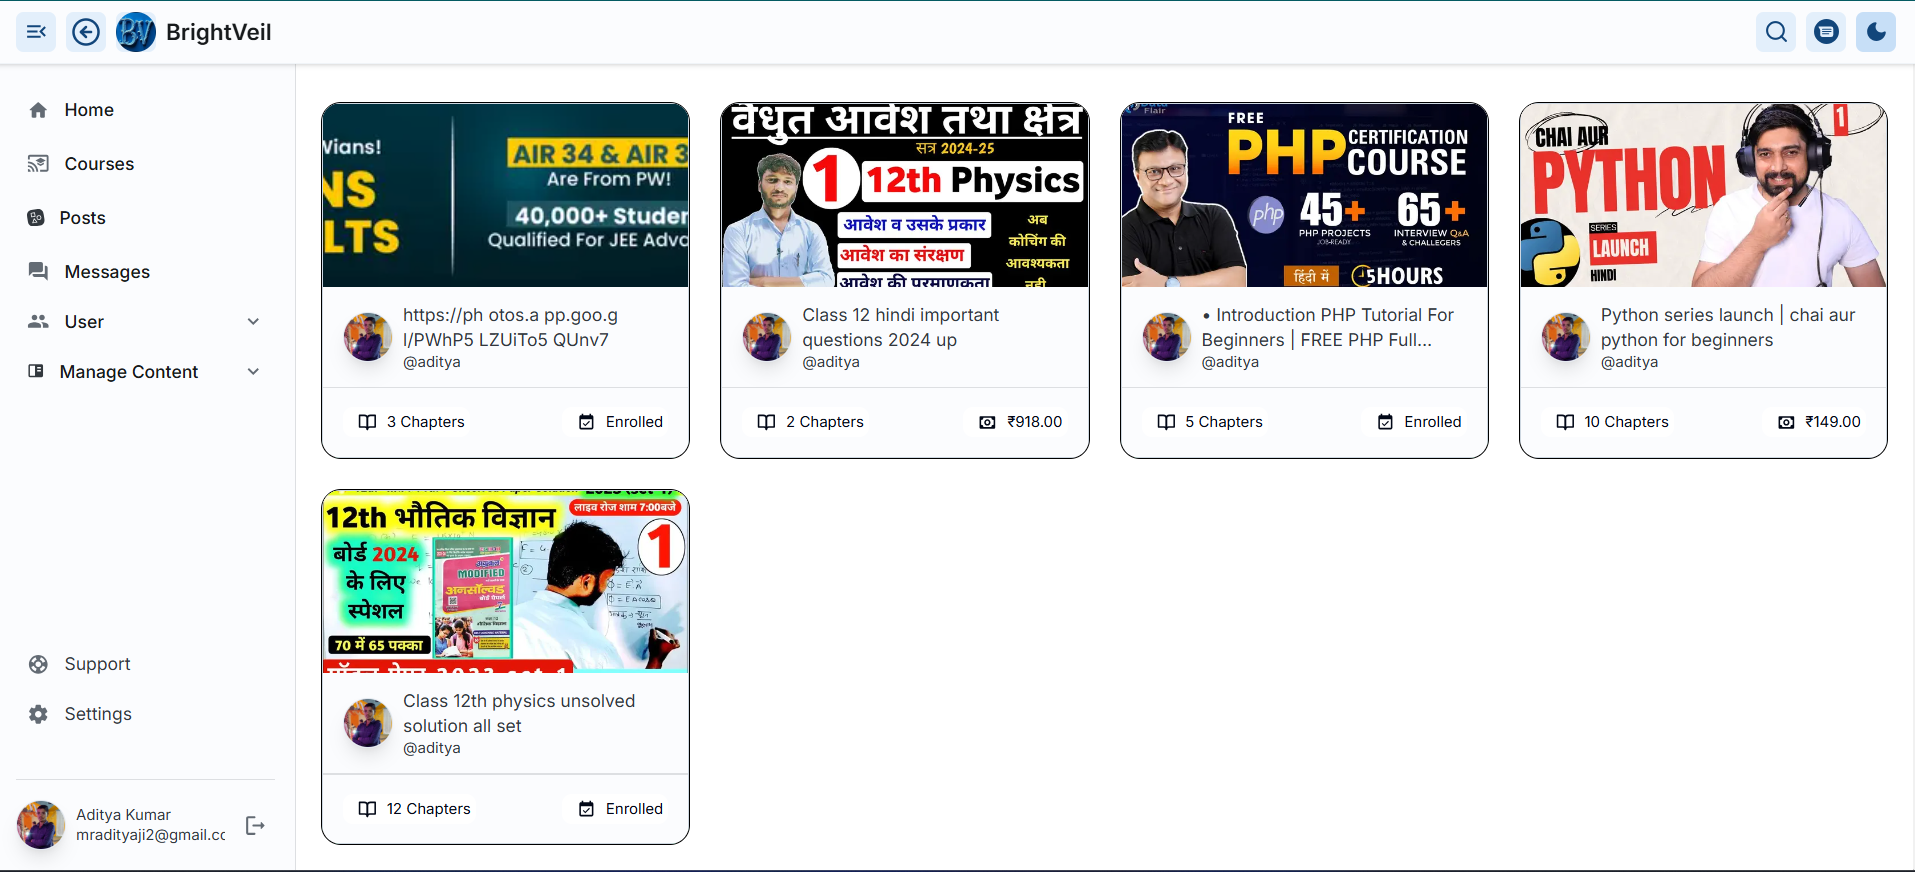 BV
BrightVeil
Home
Courses
Posts
Messages
User
Manage Content
Support
Settings
Aditya Kumar
mradityaji2@gmail.cc
Vians!
NS
LTS
AIR 34 & AIR 3
Are From PW!
40,000+ Studer
Qualified For JEE Advc
https://ph otos.a pp.goo.g
l/PWhP5 LZUiTo5 QUnv7
@aditya
3 Chapters
Enrolled
वैधुत आवेश तथा क्षेत्र
सत्र 2024-25
1
12th Physics
आवेश व उसके प्रकार
आवेश का संरक्षण
आवेश की परमाणुकता
अब
कोचिंग की
आवश्यकता
नही
Class 12 hindi important
questions 2024 up
@aditya
2 Chapters
₹918.00
Flair
FREE
PHP CERTIFICATION
COURSE
php
45+
PHP PROJECTS
JOB-READY
65+
INTERVIEW Q&A
& CHALLEGERS
हिंदी में
5HOURS
• Introduction PHP Tutorial For
Beginners | FREE PHP Full...
@aditya
5 Chapters
Enrolled
CHAI AUR
PYTHON
1
SERIES
LAUNCH
HINDI
Python series launch | chai aur
python for beginners
@aditya
10 Chapters
₹149.00
12th भौतिक विज्ञान
लाइव रोज शाम 7:00बजे
1
बोर्ड 2024
के लिए
स्पेशल
70 में 65 पक्का
MODIFIED
अनसॉल्वड
Class 12th physics unsolved
solution all set
@aditya
12 Chapters
Enrolled